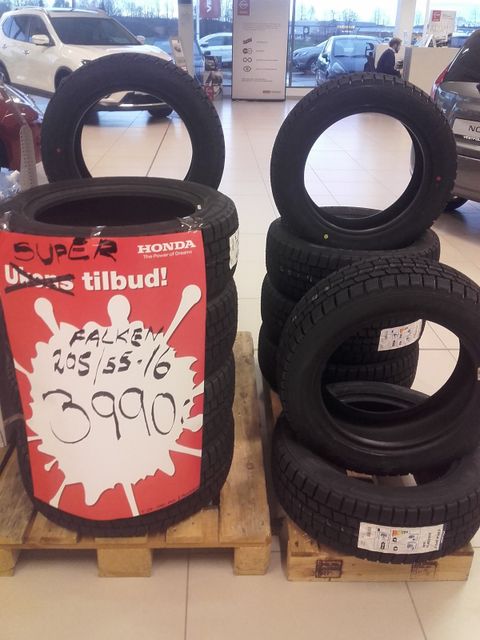 SUPER
HONDA
The Power of Dreams
Ukens tilbud!
FALKEN
205/55-16
3990:-